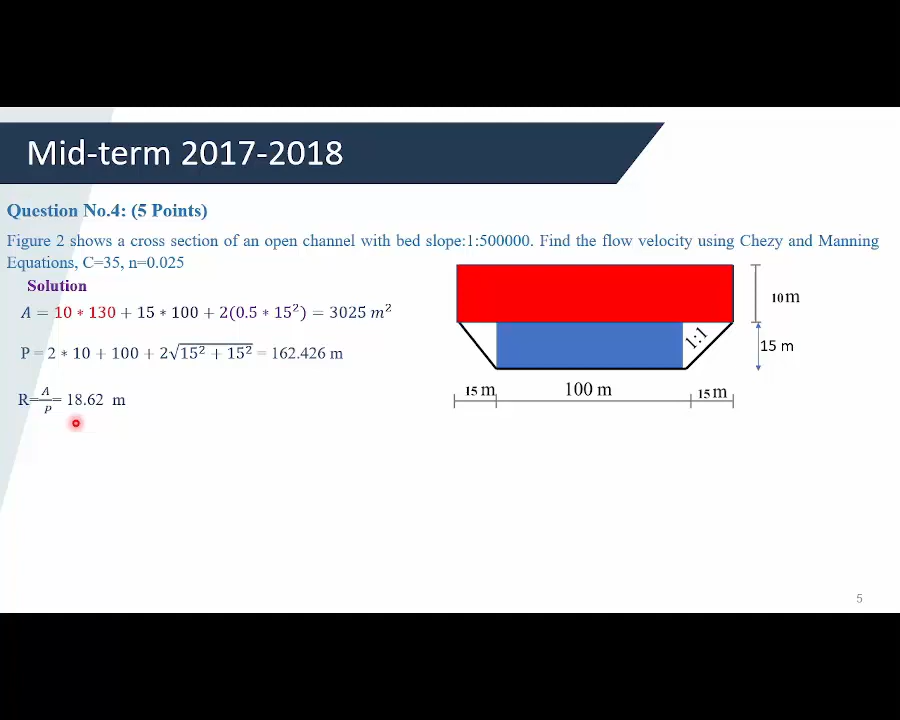 Mid-term 2017-2018
Question No.4: (5 Points)
Figure 2 shows a cross section of an open channel with bed slope:1:500000. Find the flow velocity using Chezy and Manning
Equations, C=35, n=0.025
Solution
A = 10 * 130 + 15 * 100 + 2(0.5 * 15²) = 3025 m²
P = 2 * 10 + 100 + 2√(15² + 15²) = 162.426 m
R=A/P= 18.62 m
10m
1:1
15 m
15 m
100 m
15 m
5